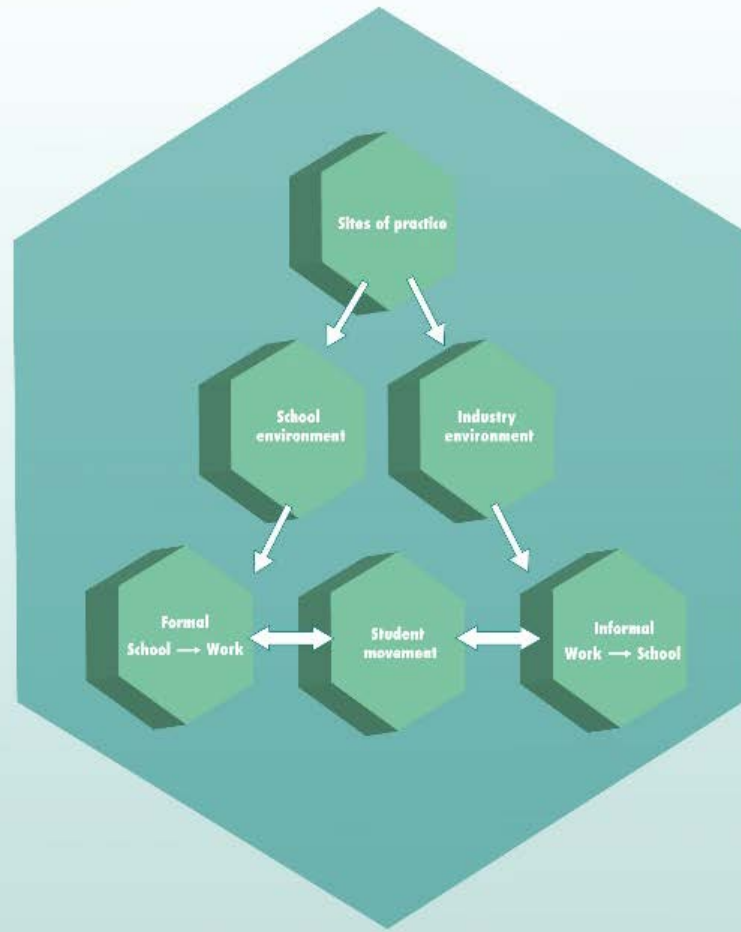 Sites of practice
School
environment
Industry
environment
Formal
School → Work
Student
movement
Informal
Work → School